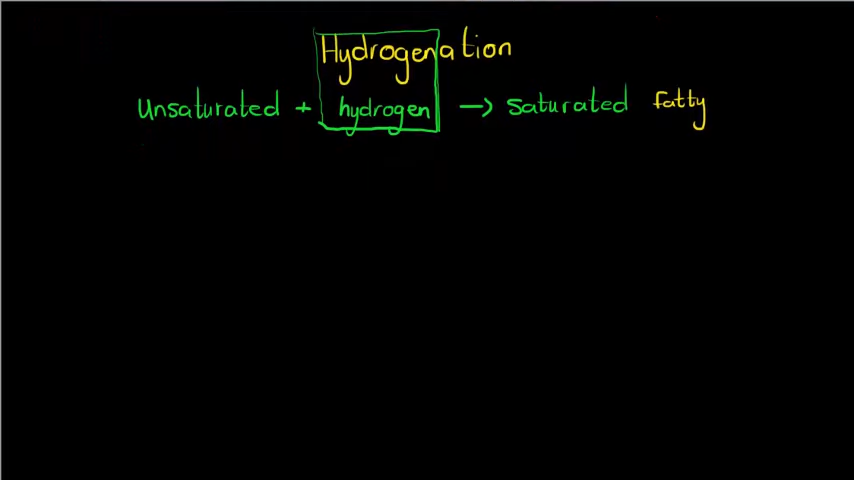 Hydrogenation
Unsaturated + hydrogen → saturated fatty